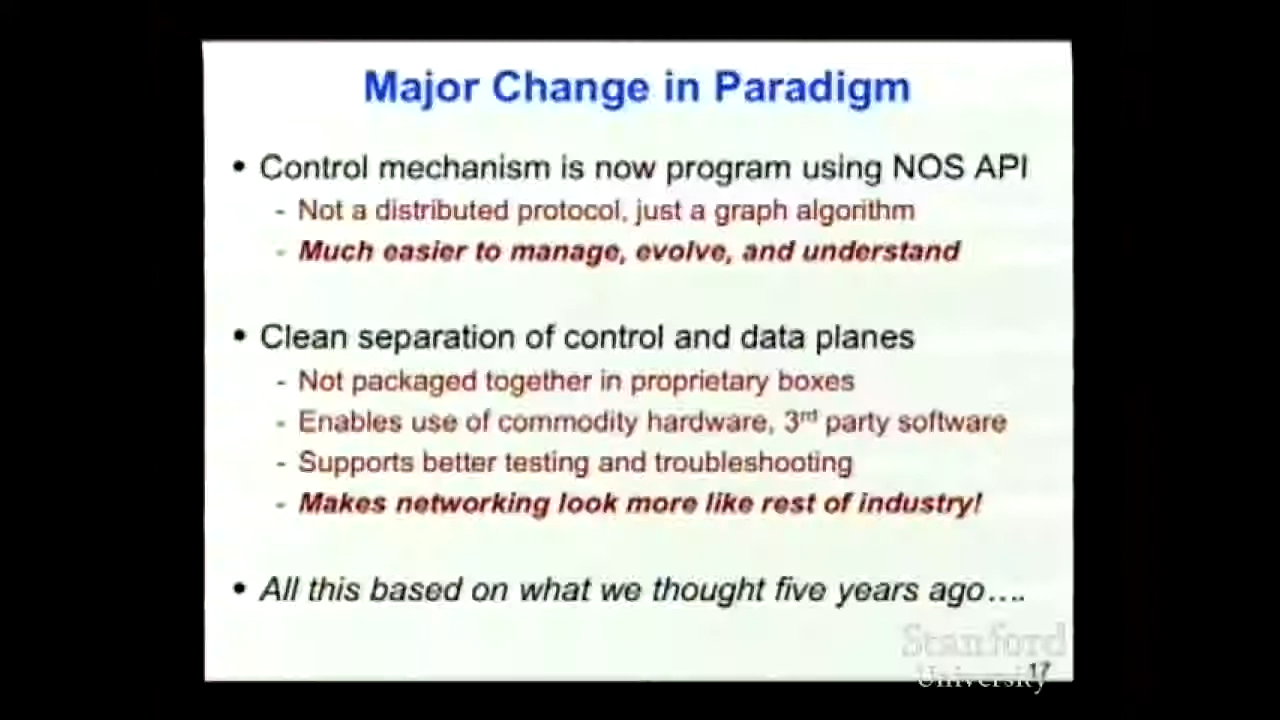 Major Change in Paradigm
• Control mechanism is now program using NOS API
- Not a distributed protocol, just a graph algorithm
- Much easier to manage, evolve, and understand
• Clean separation of control and data planes
- Not packaged together in proprietary boxes
- Enables use of commodity hardware, 3rd party software
- Supports better testing and troubleshooting
- Makes networking look more like rest of industry!
• All this based on what we thought five years ago….
Stanford
University
17